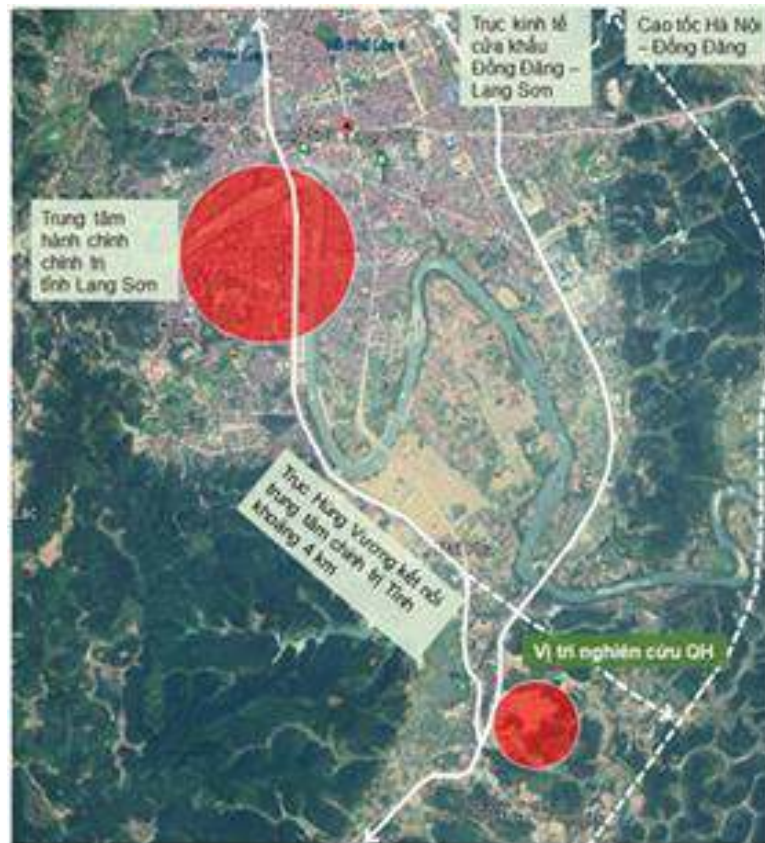 Trục kinh tế
cửa khẩu
Đồng Đăng –
Lạng Sơn
Cao tốc Hà Nội
– Đồng Đăng
Trung tâm
hành chính
chính trị
tỉnh Lạng Sơn
Trục Hùng Vương kết nối
trung tâm chính trị Tỉnh
khoảng 4 km
Vị trí nghiên cứu QH